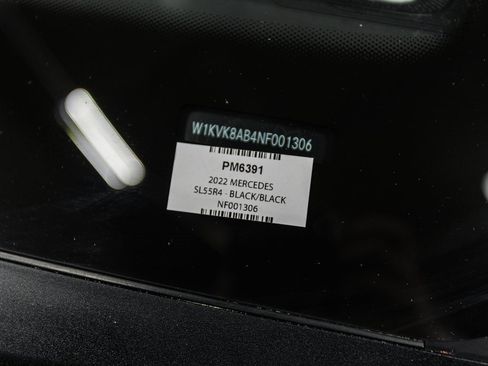 W1KVK8AB4NF001306
PM6391
2022 MERCEDES
SL55R4 - BLACK/BLACK
NF001306